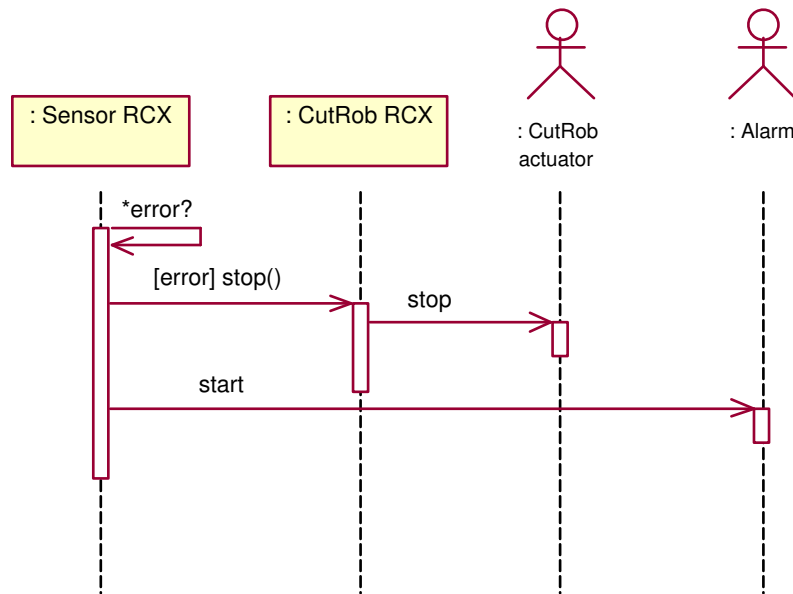 : Sensor RCX
: CutRob RCX
: CutRob
actuator
: Alarm
*error?
[error] stop()
stop
start